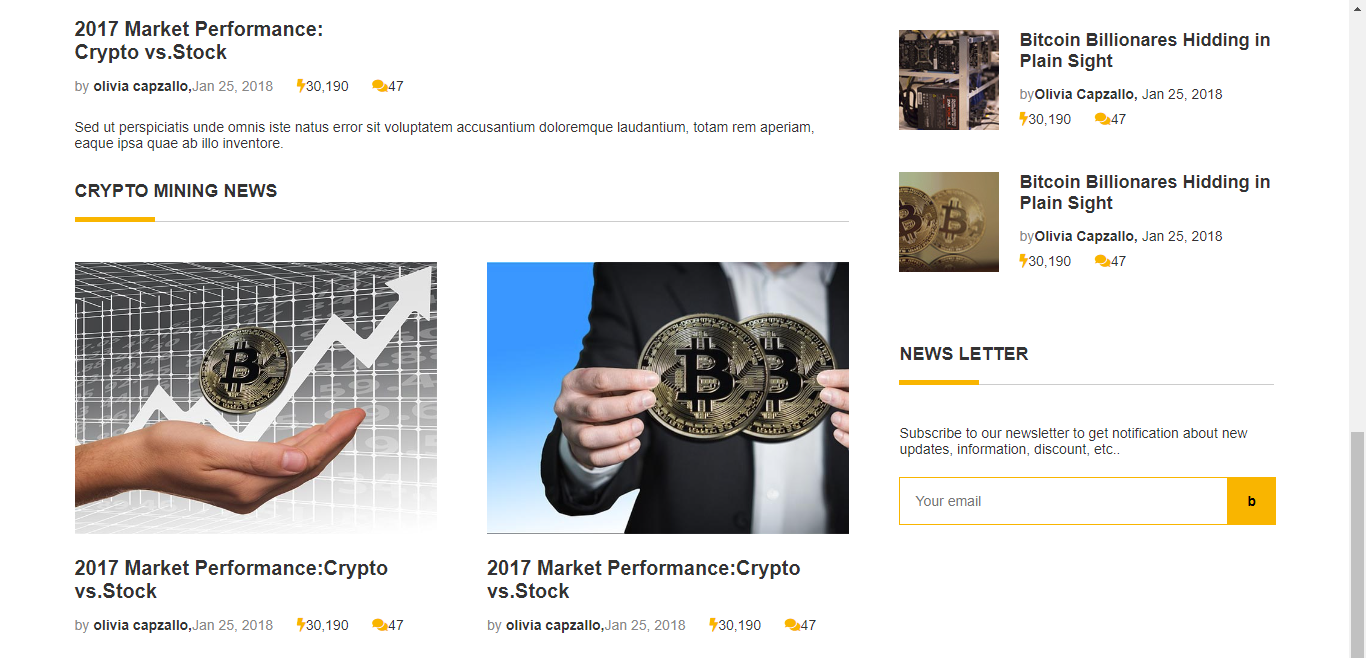 2017 Market Performance:
Crypto vs.Stock
by olivia capzallo,Jan 25, 2018 30,190 47
Sed ut perspiciatis unde omnis iste natus error sit voluptatem accusantium doloremque laudantium, totam rem aperiam,
eaque ipsa quae ab illo inventore.
CRYPTO MINING NEWS
2017 Market Performance:Crypto
vs.Stock
by olivia capzallo,Jan 25, 2018 30,190 47
2017 Market Performance:Crypto
vs.Stock
by olivia capzallo,Jan 25, 2018 30,190 47
Bitcoin Billionares Hidding in
Plain Sight
byOlivia Capzallo, Jan 25, 2018
30,190 47
Bitcoin Billionares Hidding in
Plain Sight
byOlivia Capzallo, Jan 25, 2018
30,190 47
NEWS LETTER
Subscribe to our newsletter to get notification about new
updates, information, discount, etc..
Your email b